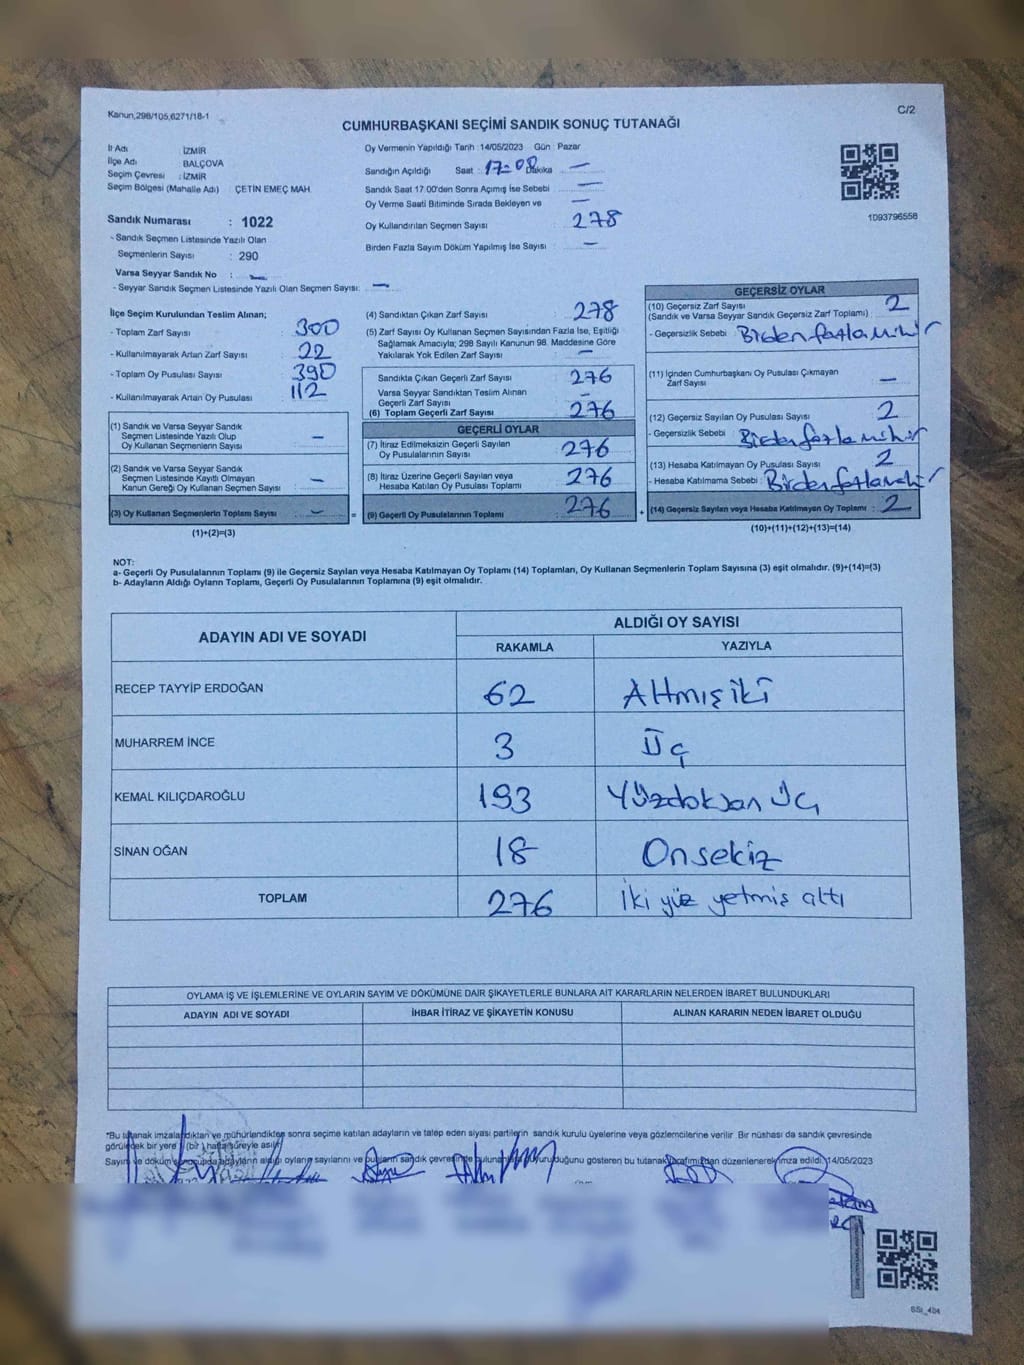 Kanun,298/105,6271/18-1
C/2
CUMHURBAŞKANI SEÇİMİ SANDIK SONUÇ TUTANAĞI
İl Adı İZMİR
İlçe Adı BALÇOVA
Seçim Çevresi : İZMİR
Seçim Bölgesi (Mahalle Adı) : ÇETİN EMEÇ MAH.
Sandık Numarası : 1022
- Sandık Seçmen Listesinde Yazılı Olan
Seçmenlerin Sayısı : 290
Varsa Seyyar Sandık No : —
- Seyyar Sandık Seçmen Listesinde Yazılı Olan Seçmen Sayısı: —
Oy Vermenin Yapıldığı Tarih : 14/05/2023 Gün : Pazar
Sandığın Açıldığı Saat : 17-08 Dakika —
Sandık Saat 17.00'den Sonra Açımış İse Sebebi —
Oy Verme Saati Bitiminde Sırada Bekleyen ve —
Oy Kullandırılan Seçmen Sayısı 278
Birden Fazla Sayım Döküm Yapılmış İse Sayısı —
1093796558
İlçe Seçim Kurulundan Teslim Alınan;
- Toplam Zarf Sayısı : 300
- Kullanılmayarak Artan Zarf Sayısı : 22
- Toplam Oy Pusulası Sayısı : 390
- Kullanılmayarak Artan Oy Pusulası : 112
(1) Sandık ve Varsa Seyyar Sandık
Seçmen Listesinde Yazılı Olup
Oy Kullanan Seçmenlerin Sayısı —
(2) Sandık ve Varsa Seyyar Sandık
Seçmen Listesinde Kayıtlı Olmayan
Kanun Gereği Oy Kullanan Seçmen Sayısı —
(3) Oy Kullanan Seçmenlerin Toplam Sayısı —
(1)+(2)=(3)
(4) Sandıktan Çıkan Zarf Sayısı : 278
(5) Zarf Sayısı Oy Kullanan Seçmen Sayısından Fazla İse, Eşitliği
Sağlamak Amacıyla; 298 Sayılı Kanunun 98. Maddesine Göre
Yakılarak Yok Edilen Zarf Sayısı —
Sandıkta Çıkan Geçerli Zarf Sayısı 276
Varsa Seyyar Sandıktan Teslim Alınan
Geçerli Zarf Sayısı —
(6) Toplam Geçerli Zarf Sayısı 276
GEÇERLİ OYLAR
(7) İtiraz Edilmeksizin Geçerli Sayılan
Oy Pusulasının Sayısı 276
(8) İtiraz Üzerine Geçerli Sayılan veya
Hesaba Katılan Oy Pusulası Toplamı 276
= (9) Geçerli Oy Pusulalarının Toplamı 276
GEÇERSİZ OYLAR
(10) Geçersiz Zarf Sayısı 2
(Sandık ve Varsa Seyyar Sandık Geçersiz Zarf Toplamı) :
- Geçersizlik Sebebi : Birden fazla mühür
(11) İçinden Cumhurbaşkanı Oy Pusulası Çıkmayan
Zarf Sayısı —
(12) Geçersiz Sayılan Oy Pusulası Sayısı 2
- Geçersizlik Sebebi : Birden fazla mühür
(13) Hesaba Katılmayan Oy Pusulası Sayısı 2
- Hesaba Katılmama Sebebi : Birden fazla mühür
+ (14) Geçersiz Sayılan veya Hesaba Katılmayan Oy Toplamı : 2
(10)+(11)+(12)+(13)=(14)
NOT:
a- Geçerli Oy Pusulalarının Toplamı (9) ile Geçersiz Sayılan veya Hesaba Katılmayan Oy Toplamı (14) Toplamları, Oy Kullanan Seçmenlerin Toplam Sayısına (3) eşit olmalıdır. (9)+(14)=(3)
b- Adayların Aldığı Oyların Toplamı, Geçerli Oy Pusulalarının Toplamına (9) eşit olmalıdır.
ADAYIN ADI VE SOYADI
ALDIĞI OY SAYISI
RAKAMLA YAZIYLA
RECEP TAYYİP ERDOĞAN 62 Altmış iki
MUHARREM İNCE 3 Üç
KEMAL KILIÇDAROĞLU 193 Yüzdoksan üç
SİNAN OĞAN 18 Onsekiz
TOPLAM 276 İki yüz yetmiş altı
OYLAMA İŞ VE İŞLEMLERİNE VE OYLARIN SAYIM VE DÖKÜMÜNE DAİR ŞİKAYETLERLE BUNLARA AİT KARARLARIN NELERDEN İBARET BULUNDUKLARI
ADAYIN ADI VE SOYADI İHBAR İTİRAZ VE ŞİKAYETİN KONUSU ALINAN KARARIN NEDEN İBARET OLDUĞU
*Bu tutanak imzalandıktan ve mühürlendikten sonra seçime katılan adayların ve talep eden siyasi partilerin sandık kurulu üyelerine veya gözlemcilerine verilir. Bir nüshası da sandık çevresinde
görülecek bir yere (bir) hafta süreyle asılır.
Sayım ve döküm sonucunda adayların aldığı oyların sayılarını ve bunların sandık çevresinde duyurulduğunu gösteren bu tutanak tarafımızdan düzenlenerek imza edildi. 14/05/2023